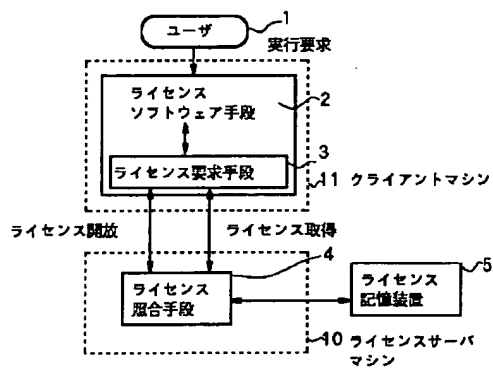 ユーザ
1
実行要求
ライセンス
ソフトウェア手段
2
3
ライセンス要求手段
11 クライアントマシン
ライセンス開放
ライセンス取得
4
5
ライセンス
照合手段
ライセンス
記憶装置
10 ライセンスサーバ
マシン